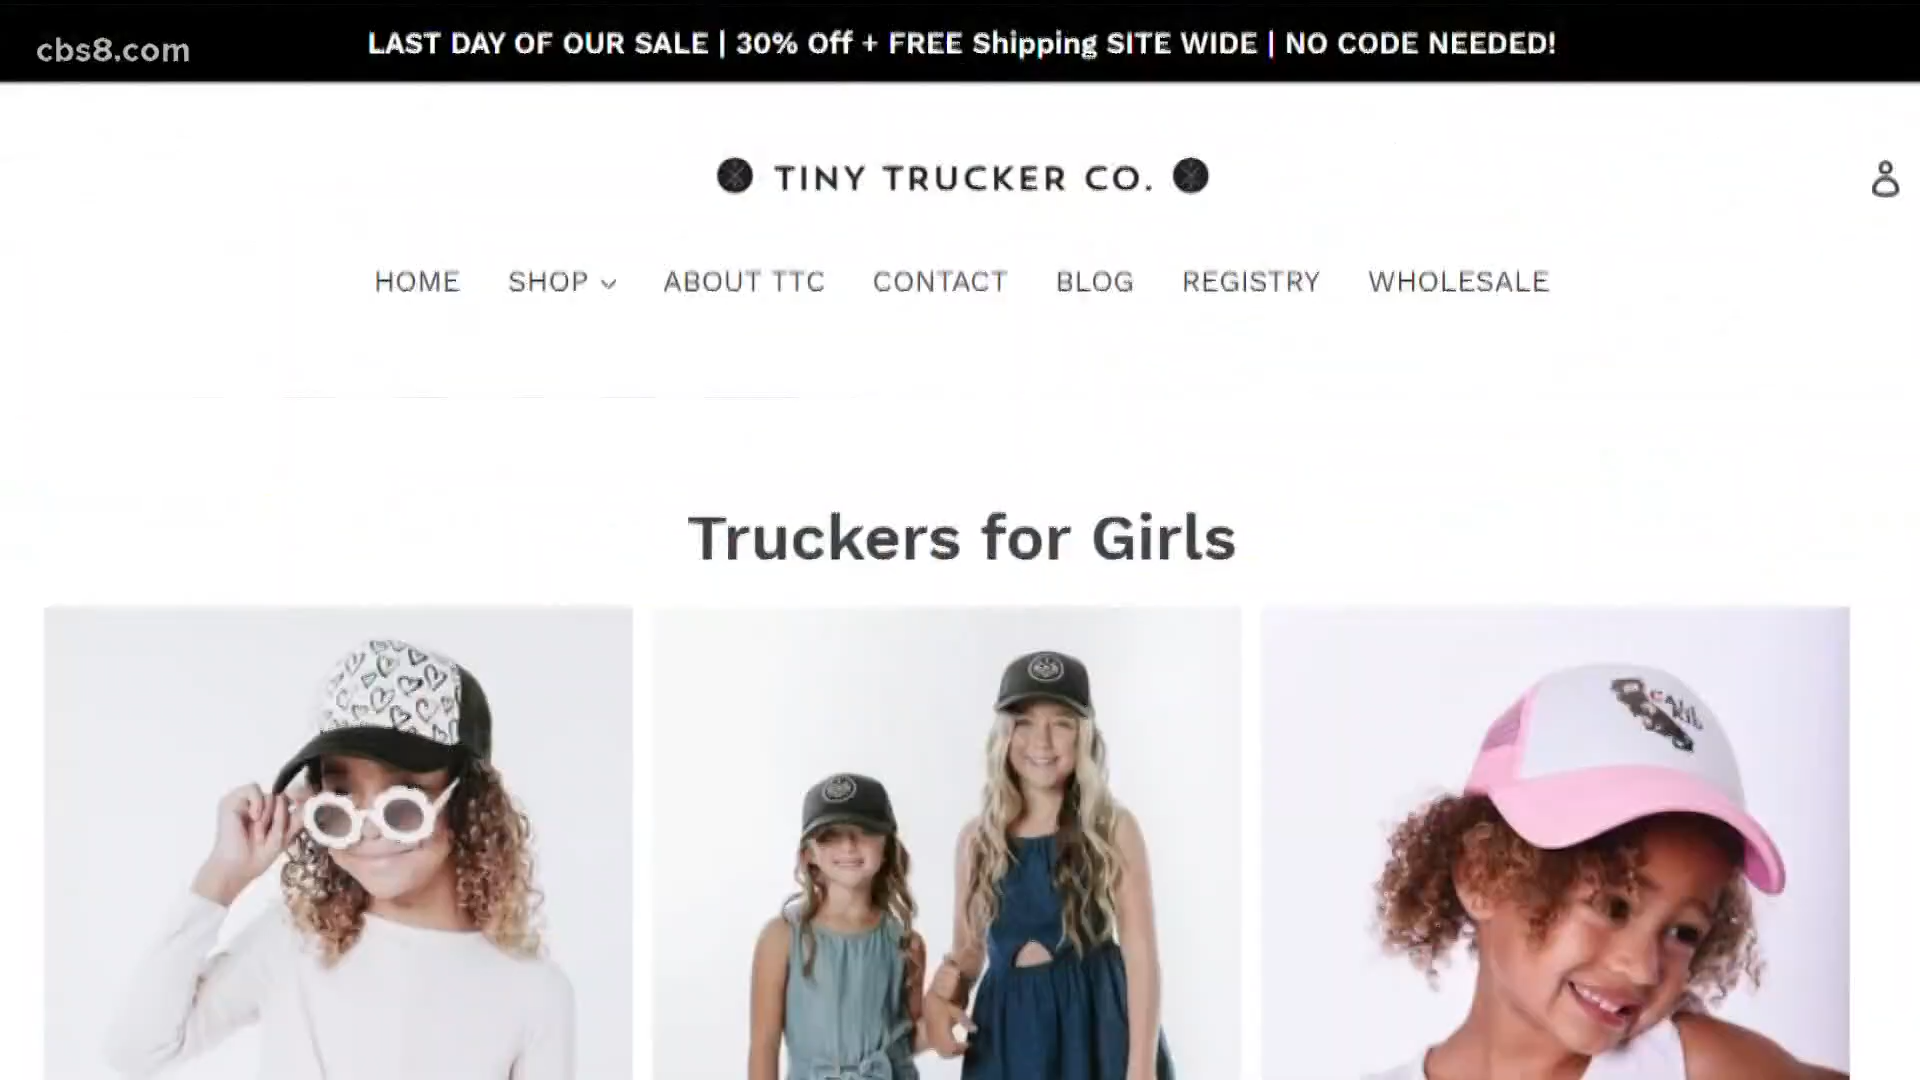 cbs8.com
LAST DAY OF OUR SALE | 30% Off + FREE Shipping SITE WIDE | NO CODE NEEDED!
TINY TRUCKER CO.
HOME SHOP ABOUT TTC CONTACT BLOG REGISTRY WHOLESALE
Truckers for Girls
CALI